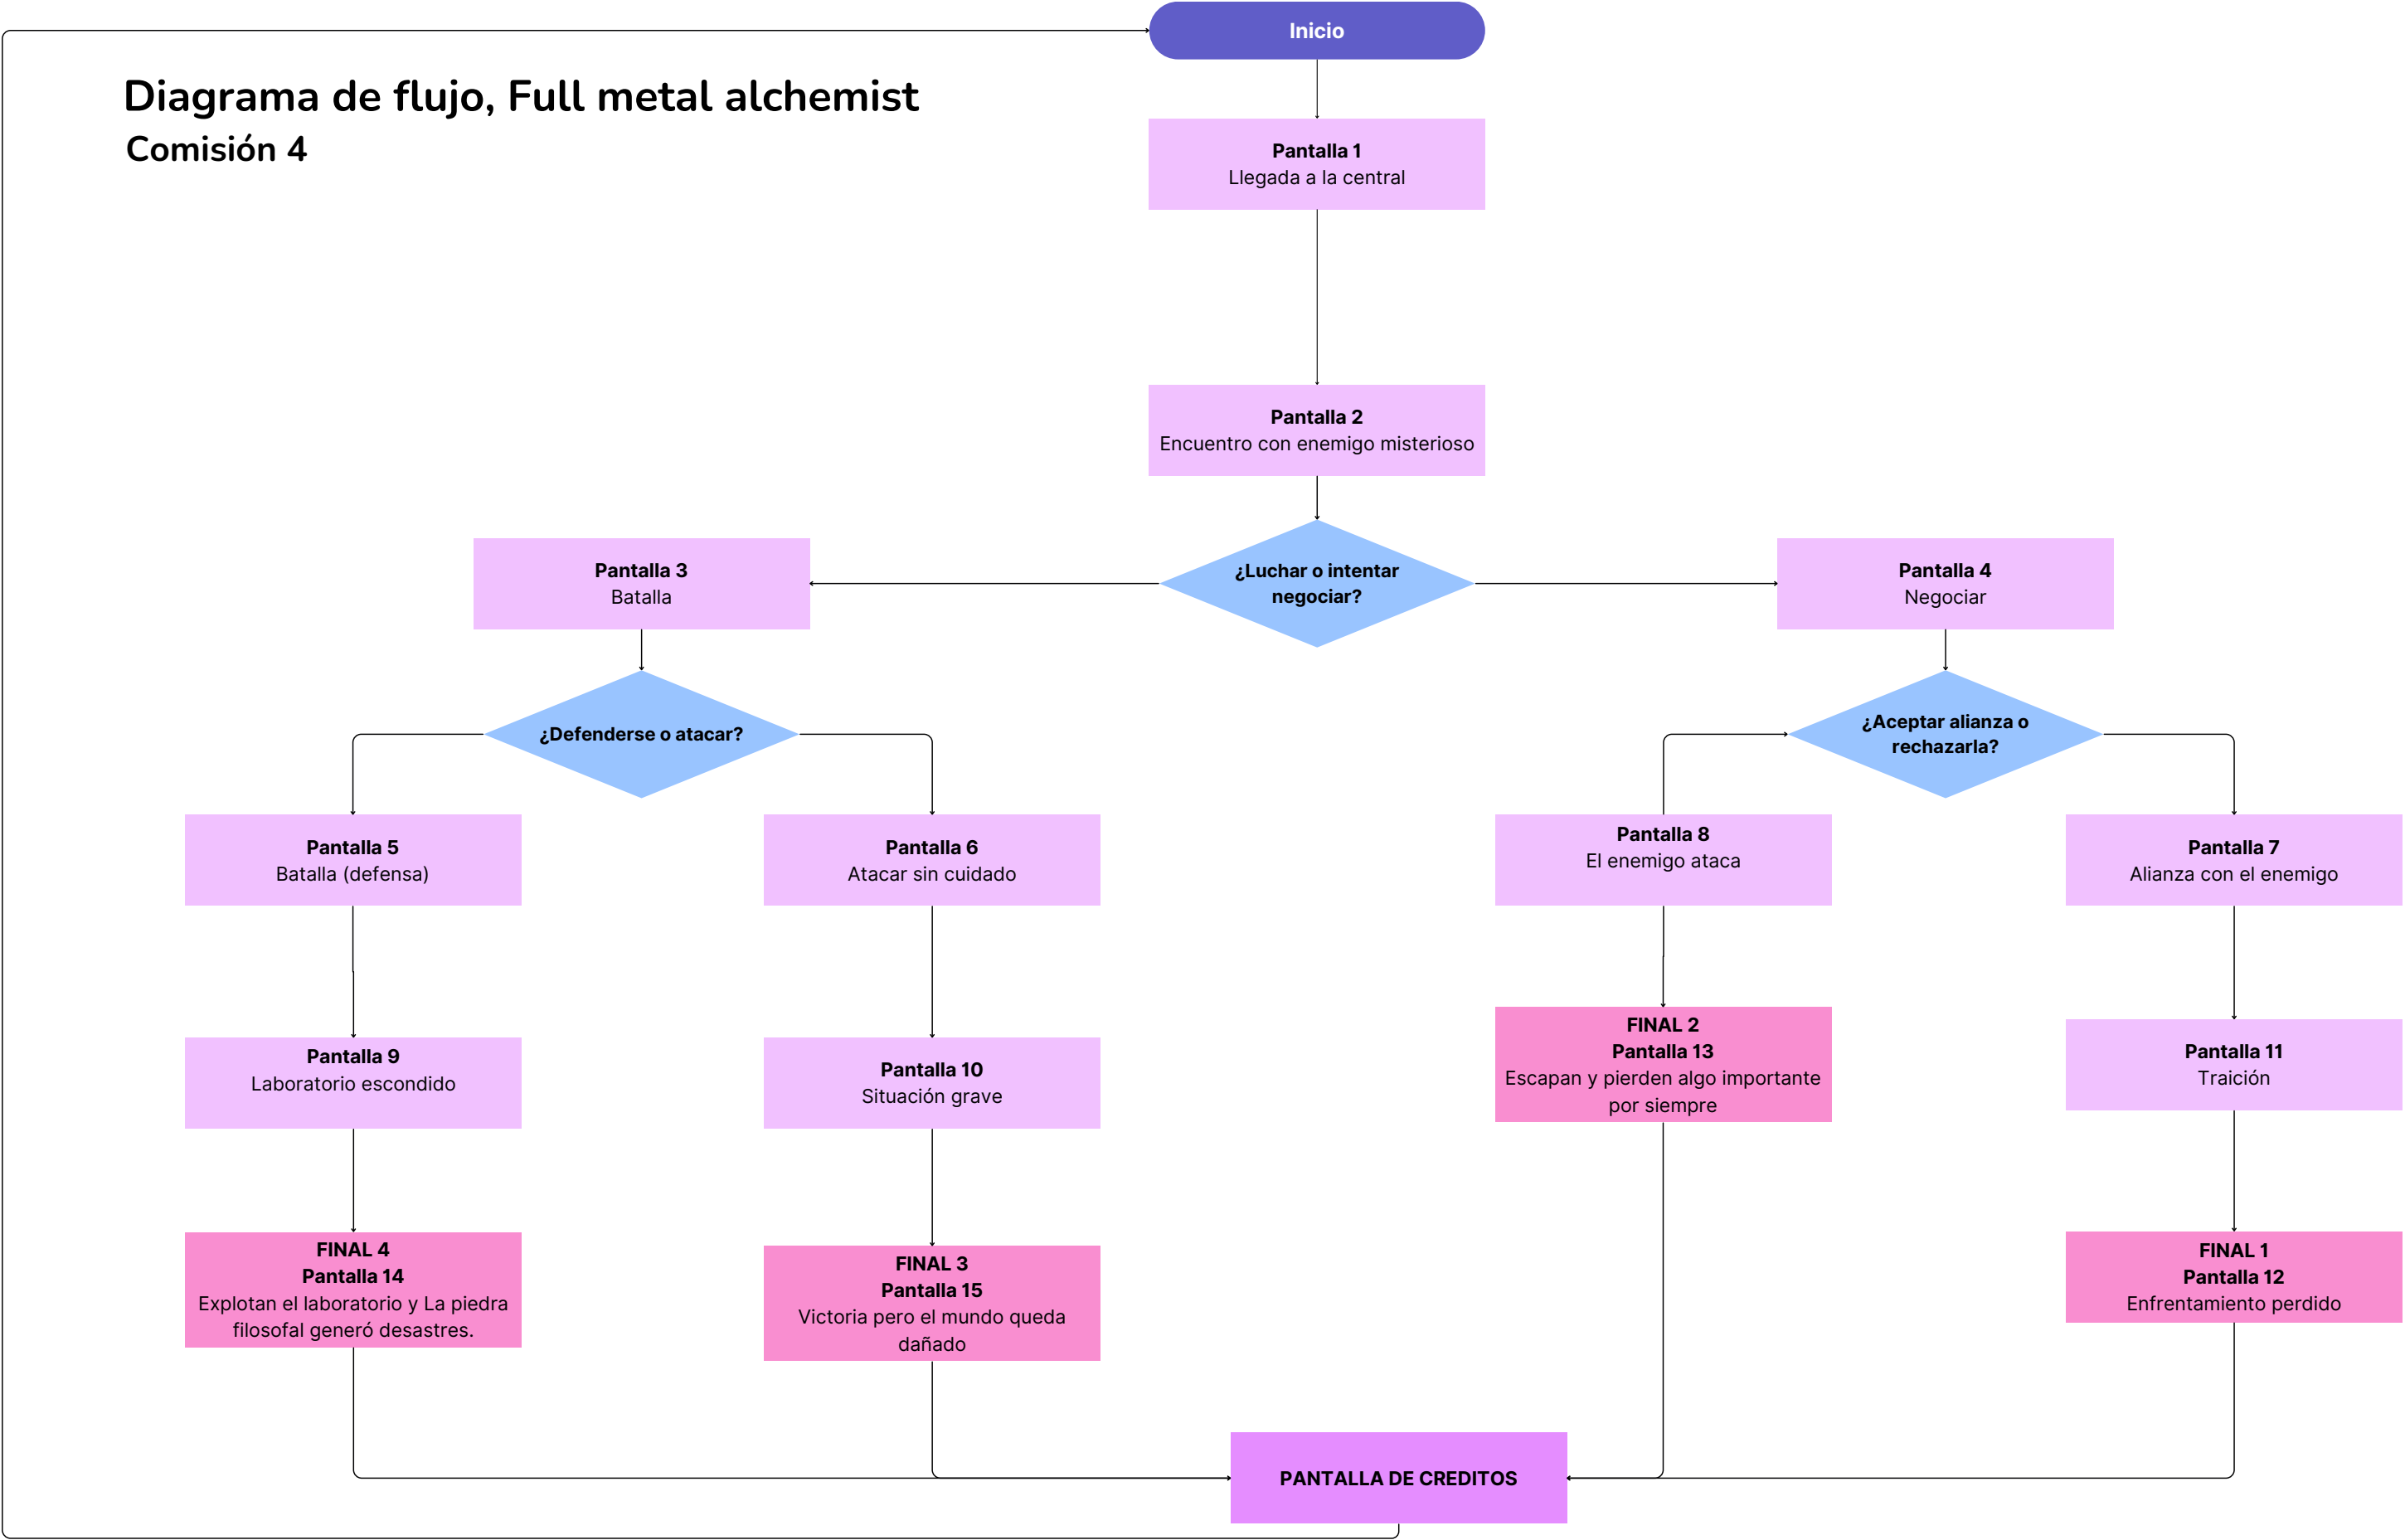 Inicio
Diagrama de flujo, Full metal alchemist
Comisión 4
Pantalla 1
Llegada a la central
Pantalla 2
Encuentro con enemigo misterioso
¿Luchar o intentar
negociar?
Pantalla 3
Batalla
Pantalla 4
Negociar
¿Defenderse o atacar?
¿Aceptar alianza o
rechazarla?
Pantalla 5
Batalla (defensa)
Pantalla 6
Atacar sin cuidado
Pantalla 8
El enemigo ataca
Pantalla 7
Alianza con el enemigo
Pantalla 9
Laboratorio escondido
Pantalla 10
Situación grave
FINAL 2
Pantalla 13
Escapan y pierden algo importante
por siempre
Pantalla 11
Traición
FINAL 4
Pantalla 14
Explotan el laboratorio y La piedra
filosofal generó desastres.
FINAL 3
Pantalla 15
Victoria pero el mundo queda
dañado
FINAL 1
Pantalla 12
Enfrentamiento perdido
PANTALLA DE CREDITOS